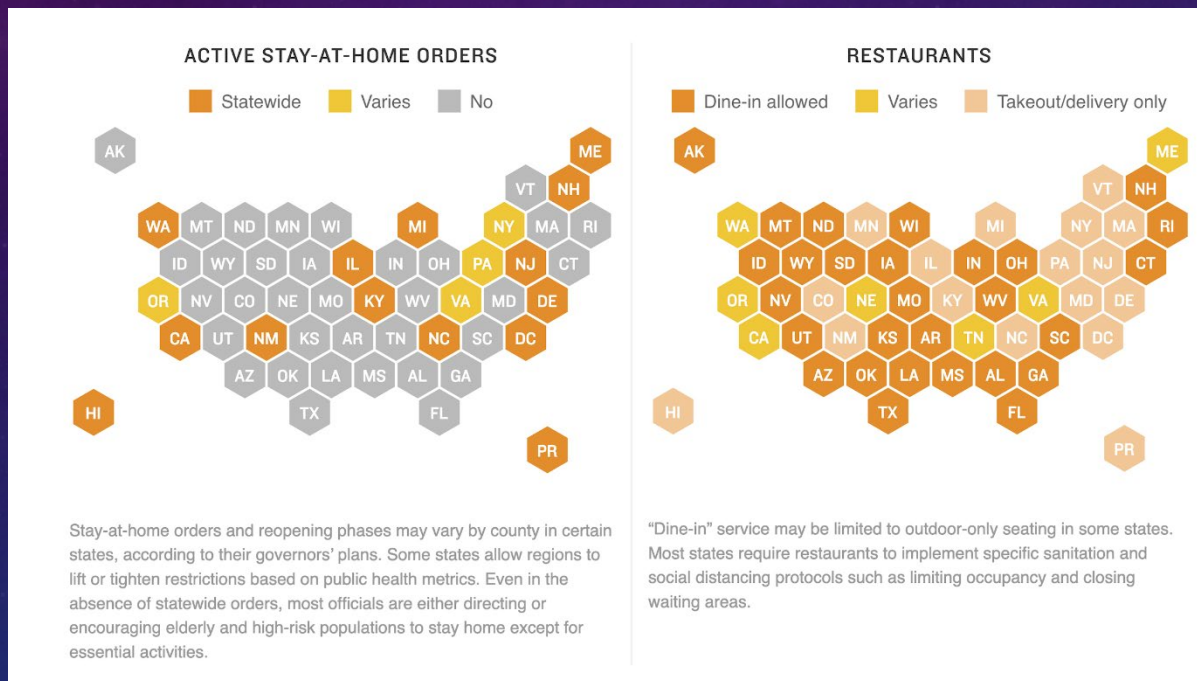 ACTIVE STAY-AT-HOME ORDERS
Statewide Varies No
AK ME
VT NH
WA MT ND MN WI MI NY MA RI
ID WY SD IA IL IN OH PA NJ CT
OR NV CO NE MO KY WV VA MD DE
CA UT NM KS AR TN NC SC DC
AZ OK LA MS AL GA
HI TX FL
PR
Stay-at-home orders and reopening phases may vary by county in certain
states, according to their governors’ plans. Some states allow regions to
lift or tighten restrictions based on public health metrics. Even in the
absence of statewide orders, most officials are either directing or
encouraging elderly and high-risk populations to stay home except for
essential activities.
RESTAURANTS
Dine-in allowed Varies Takeout/delivery only
AK ME
VT NH
WA MT ND MN WI MI NY MA RI
ID WY SD IA IL IN OH PA NJ CT
OR NV CO NE MO KY WV VA MD DE
CA UT NM KS AR TN NC SC DC
AZ OK LA MS AL GA
HI TX FL
PR
“Dine-in” service may be limited to outdoor-only seating in some states.
Most states require restaurants to implement specific sanitation and
social distancing protocols such as limiting occupancy and closing
waiting areas.